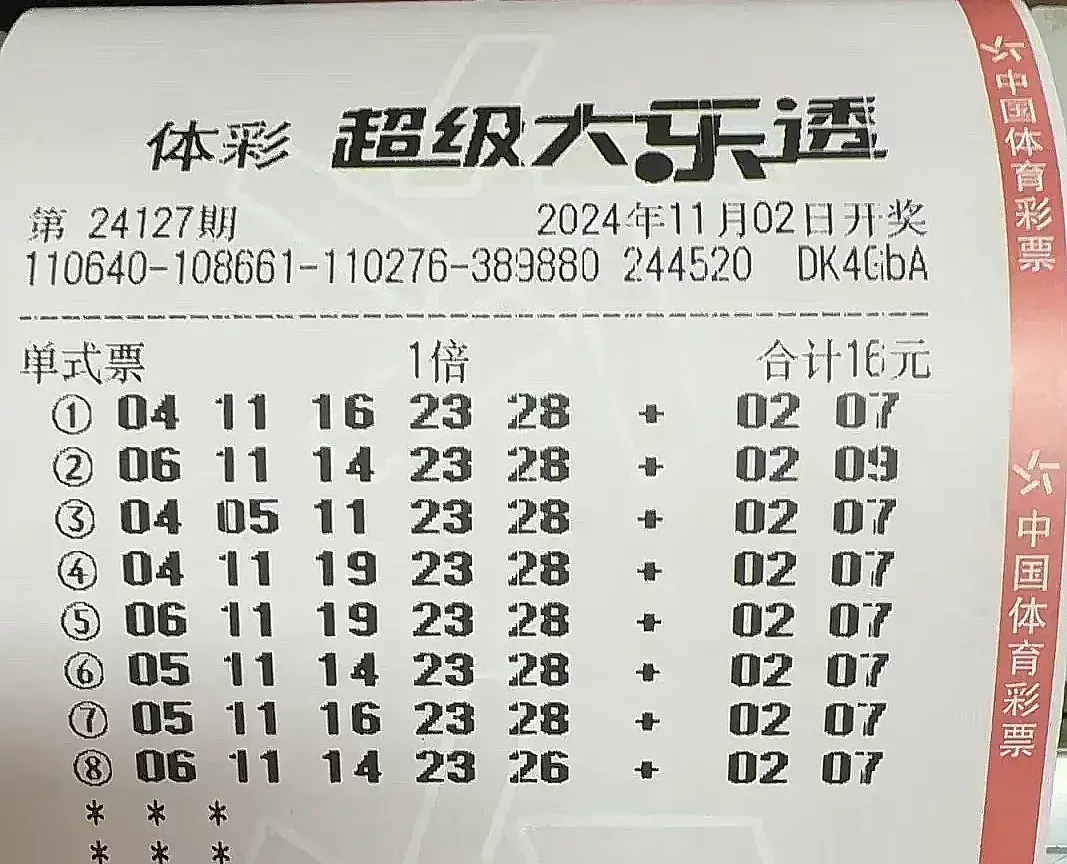 体彩 超级大乐透
第 24127期 2024年11月02日开奖
110640-108661-110276-389880 244520 DK4GbA
单式票 1倍 合计16元
① 04 11 16 23 28 + 02 07
② 06 11 14 23 28 + 02 09
③ 04 05 11 23 28 + 02 07
④ 04 11 19 23 28 + 02 07
⑤ 06 11 19 23 28 + 02 07
⑥ 05 11 14 23 28 + 02 07
⑦ 05 11 16 23 28 + 02 07
⑧ 06 11 14 23 26 + 02 07
* * *
* * *
中国体育彩票
中国体育彩票